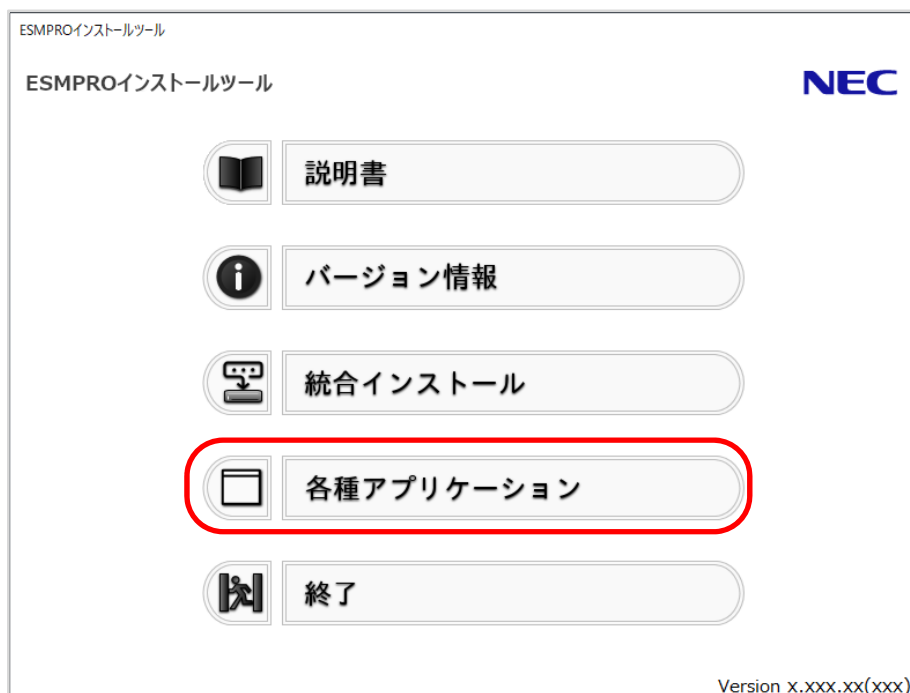 ESMPROインストールツール
ESMPROインストールツール
NEC
説明書
バージョン情報
統合インストール
各種アプリケーション
終了
Version x.xxx.xx(xxx)